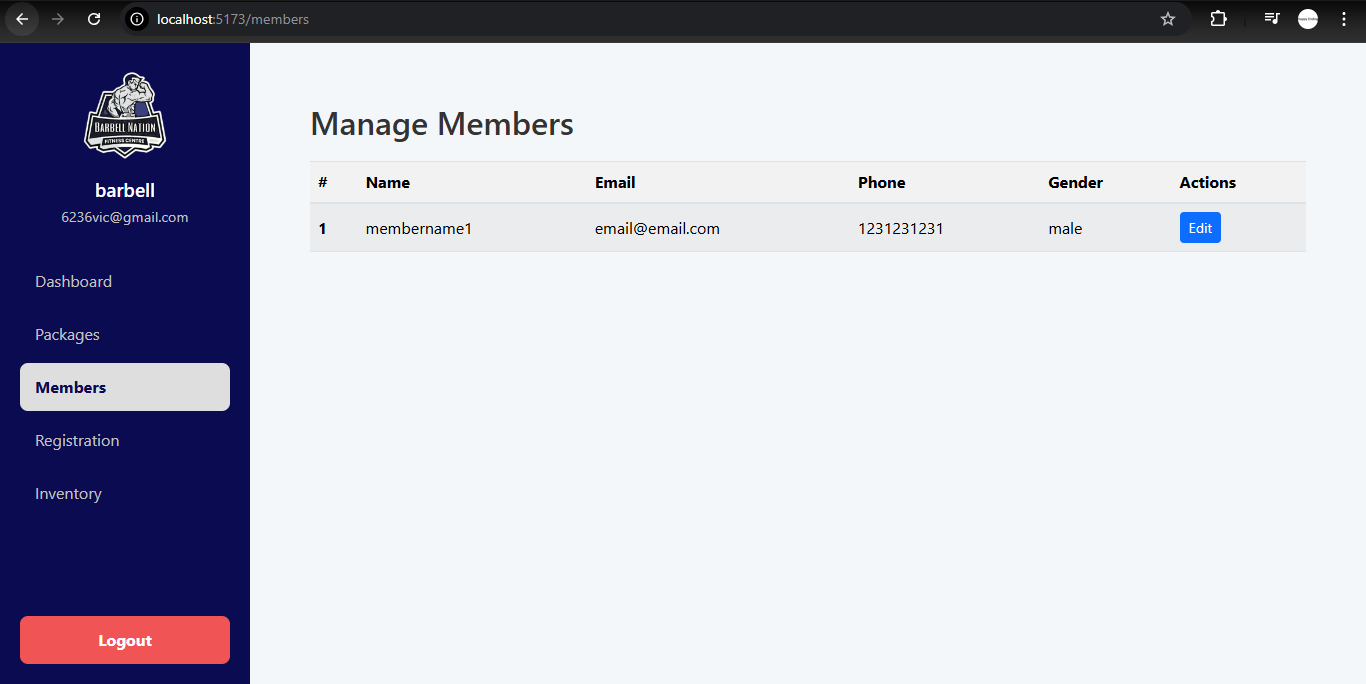 localhost:5173/members
BARBELL NATION
FITNESS CENTRE
barbell
6236vic@gmail.com
Dashboard
Packages
Members
Registration
Inventory
Logout
Manage Members
# Name Email Phone Gender Actions
1 membername1 email@email.com 1231231231 male Edit